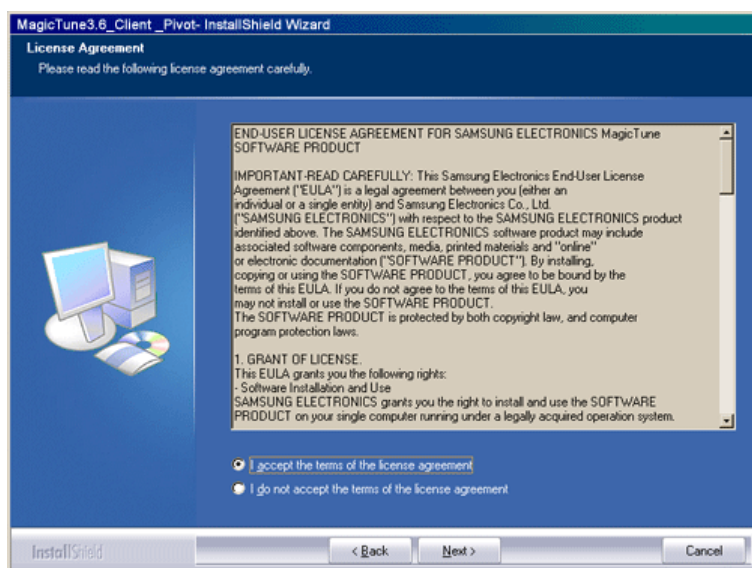 MagicTune3.6_Client _Pivot- InstallShield Wizard
License Agreement
Please read the following license agreement carefully.
END-USER LICENSE AGREEMENT FOR SAMSUNG ELECTRONICS MagicTune
SOFTWARE PRODUCT
IMPORTANT-READ CAREFULLY: This Samsung Electronics End-User License
Agreement ("EULA") is a legal agreement between you (either an
individual or a single entity) and Samsung Electronics Co., Ltd.
("SAMSUNG ELECTRONICS") with respect to the SAMSUNG ELECTRONICS product
identified above. The SAMSUNG ELECTRONICS software product may include
associated software components, media, printed materials and "online"
or electronic documentation ("SOFTWARE PRODUCT"). By installing,
copying or using the SOFTWARE PRODUCT, you agree to be bound by the
terms of this EULA. If you do not agree to the terms of this EULA, you
may not install or use the SOFTWARE PRODUCT.
The SOFTWARE PRODUCT is protected by both copyright law, and computer
program protection laws.
1. GRANT OF LICENSE.
This EULA grants you the following rights:
- Software Installation and Use
SAMSUNG ELECTRONICS grants you the right to install and use the SOFTWARE
PRODUCT on your single computer running under a legally acquired operation system.
I accept the terms of the license agreement
I do not accept the terms of the license agreement
InstallShield
< Back
Next >
Cancel